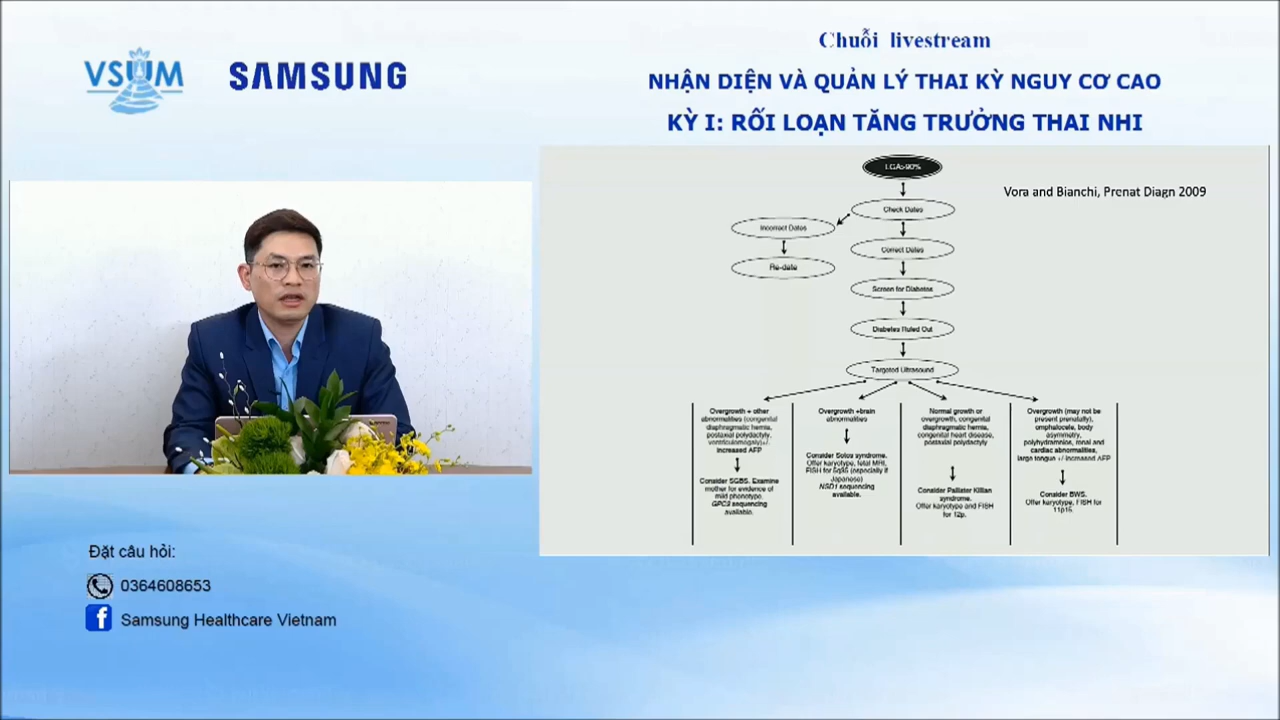 VSUM
SAMSUNG
Chuỗi livestream
NHẬN DIỆN VÀ QUẢN LÝ THAI KỲ NGUY CƠ CAO
KỲ I: RỐI LOẠN TĂNG TRƯỞNG THAI NHI
LGA>90%
Vora and Bianchi, Prenat Diagn 2009
Check Dates
Incorrect Dates
Correct Dates
Re-date
Screen for Diabetes
Diabetes Ruled Out
Targeted Ultrasound
Overgrowth + other
abnormalities (congenital
diaphragmatic hernia,
postaxial polydactyly,
ventriculomegaly)+/-
increased AFP
Consider SGBS. Examine
mother for evidence of
mild phenotype.
GPC3 sequencing
available.
Overgrowth +brain
abnormalities
Consider Sotos syndrome.
Offer karyotype, fetal MRI,
FISH for 5q35 (especially if
Japanese)
NSD1 sequencing
available.
Normal growth or
overgrowth, congenital
diaphragmatic hernia,
congenital heart disease,
postaxial polydactyly
Consider Pallister Killian
syndrome.
Offer karyotype and FISH
for 12p.
Overgrowth (may not be
present prenatally),
omphalocele, body
asymmetry,
polyhydramnios, renal and
cardiac abnormalities,
large tongue +/- increased AFP
Consider BWS.
Offer karyotype, FISH for
11p15.
Đặt câu hỏi:
0364608653
Samsung Healthcare Vietnam